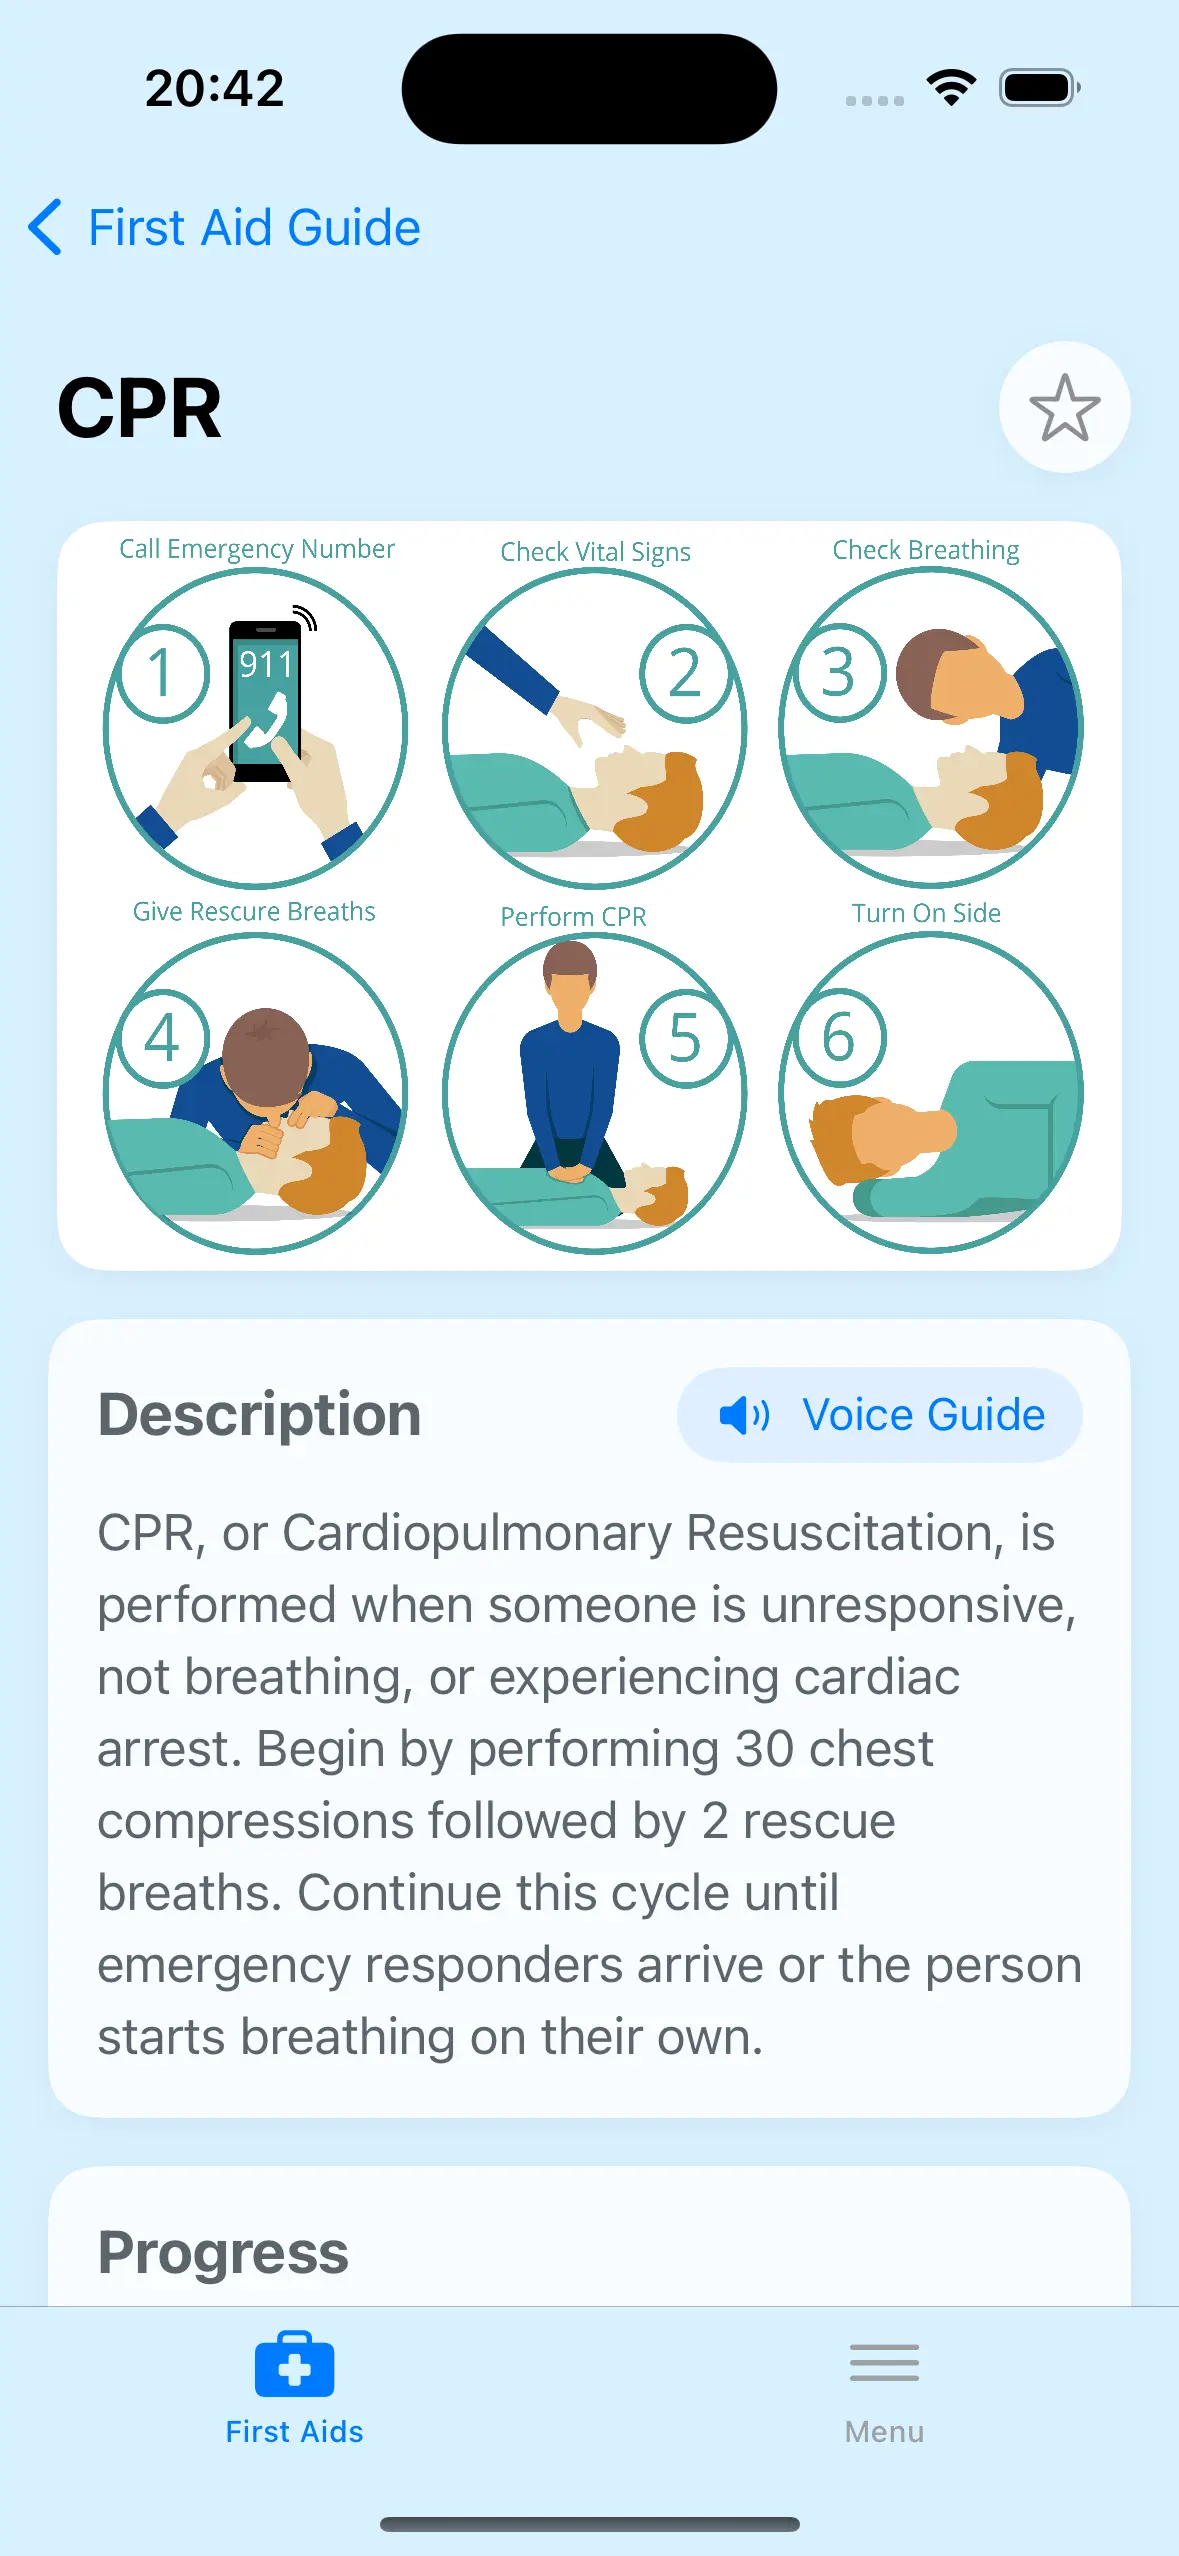 20:42
First Aid Guide
CPR
Call Emergency Number
Check Vital Signs
Check Breathing
1
911
2
3
Give Rescure Breaths
Perform CPR
Turn On Side
4
5
6
Description
Voice Guide
CPR, or Cardiopulmonary Resuscitation, is
performed when someone is unresponsive,
not breathing, or experiencing cardiac
arrest. Begin by performing 30 chest
compressions followed by 2 rescue
breaths. Continue this cycle until
emergency responders arrive or the person
starts breathing on their own.
Progress
First Aids
Menu